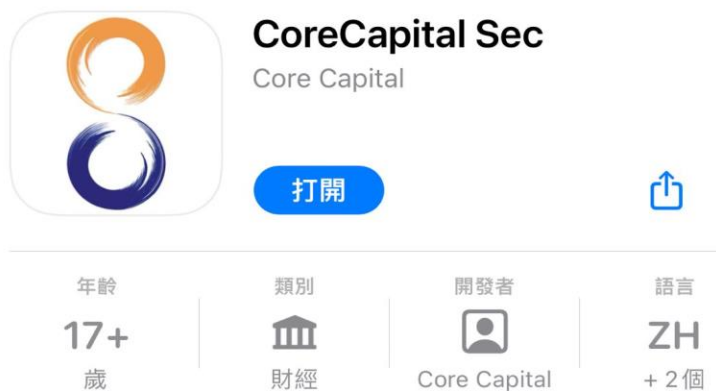 CoreCapital Sec
Core Capital
打開
年齡 類別 開發者 語言
17+ ZH
歲 財經 Core Capital + 2個